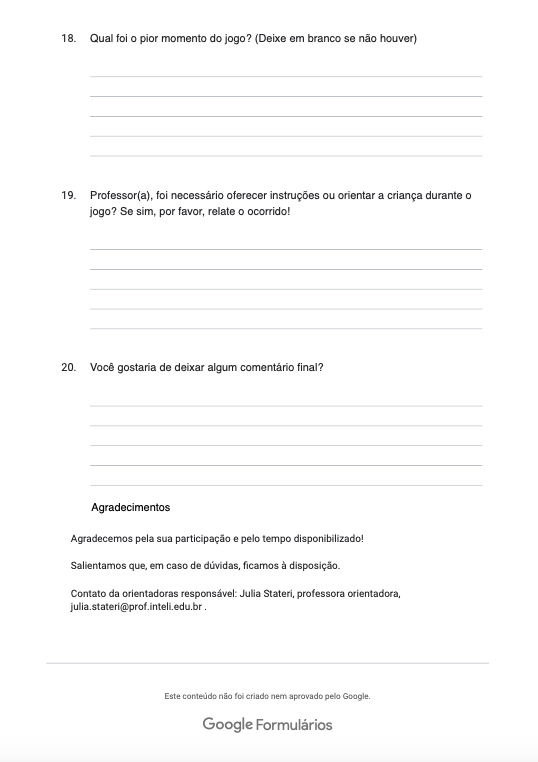 18. Qual foi o pior momento do jogo? (Deixe em branco se não houver)
19. Professor(a), foi necessário oferecer instruções ou orientar a criança durante o
jogo? Se sim, por favor, relate o ocorrido!
20. Você gostaria de deixar algum comentário final?
Agradecimentos
Agradecemos pela sua participação e pelo tempo disponibilizado!
Salientamos que, em caso de dúvidas, ficamos à disposição.
Contato da orientadoras responsável: Julia Stateri, professora orientadora,
julia.stateri@prof.inteli.edu.br .
Este conteúdo não foi criado nem aprovado pelo Google.
Google Formulários